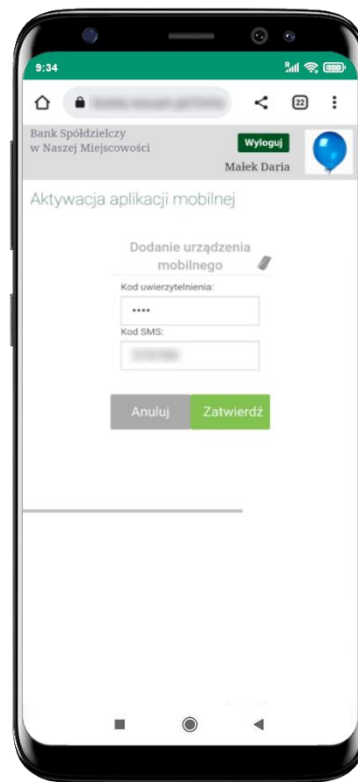 9:34
22
Bank Spółdzielczy
w Naszej Miejscowości
Wyloguj
Małek Daria
Aktywacja aplikacji mobilnej
Dodanie urządzenia
mobilnego
Kod uwierzytelnienia:
••••
Kod SMS:
Anuluj
Zatwierdź